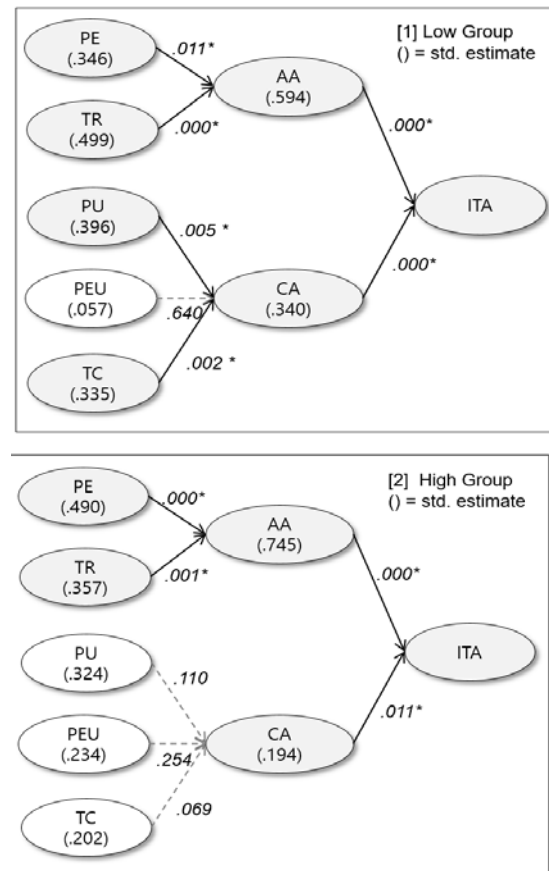 [1] Low Group
() = std. estimate
PE
(.346)
.011*
AA
(.594)
TR
(.499)
.000*
.000*
PU
(.396)
ITA
.005 *
.000*
PEU
(.057)
.640
CA
(.340)
TC
(.335)
.002 *
[2] High Group
() = std. estimate
PE
(.490)
.000*
AA
(.745)
TR
(.357)
.001*
.000*
PU
(.324)
ITA
.110
.011*
PEU
(.234)
.254
CA
(.194)
TC
(.202)
.069